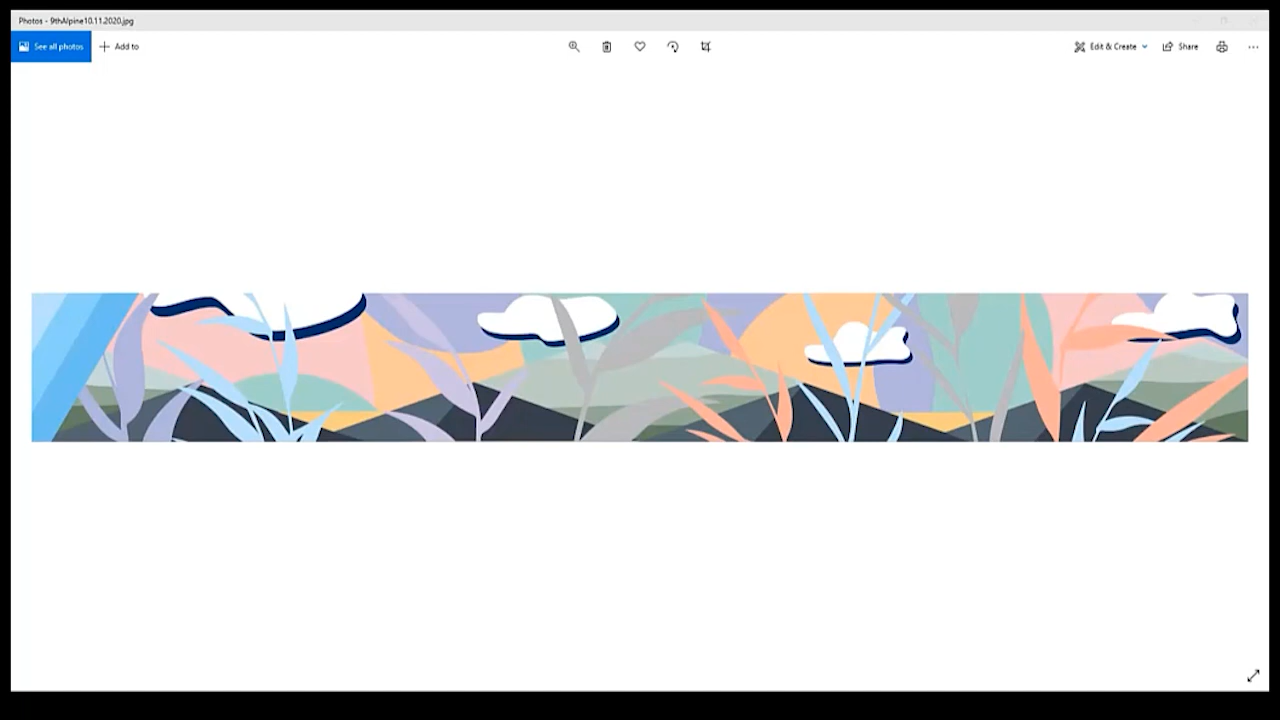 Photos - 9thAlpine10.11.2020.jpg
See all photos
Add to
Edit & Create
Share